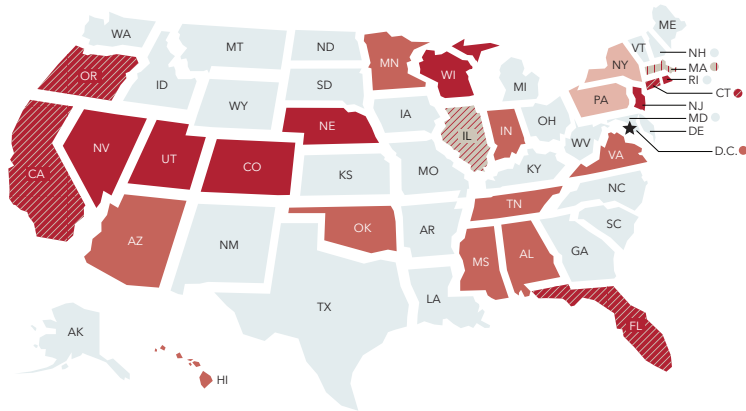 ME
WA
VT
NH
MT
ND
MN
NY
MA
OR
WI
RI
ID
SD
MI
CT
WY
PA
NJ
IA
OH
MD
NE
IL
IN
DE
NV
WV
D.C.
UT
CO
VA
CA
KS
MO
KY
NC
TN
SC
AZ
NM
OK
AR
GA
MS
AL
LA
TX
FL
AK
HI